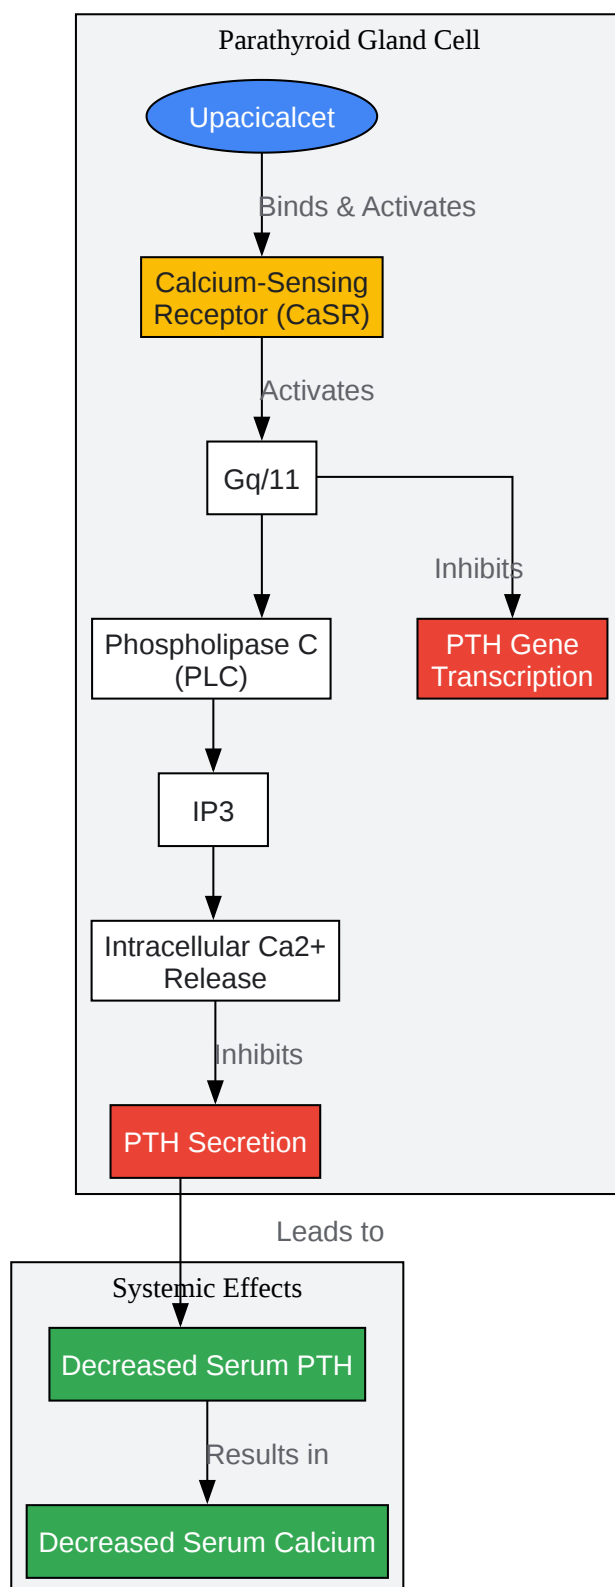 Parathyroid Gland Cell
Upacicalcet
Binds & Activates
Calcium-Sensing
Receptor (CaSR)
Activates
Gq/11
Inhibits
Phospholipase C
(PLC)
PTH Gene
Transcription
IP3
Intracellular Ca2+
Release
Inhibits
PTH Secretion
Leads to
Systemic Effects
Decreased Serum PTH
Results in
Decreased Serum Calcium